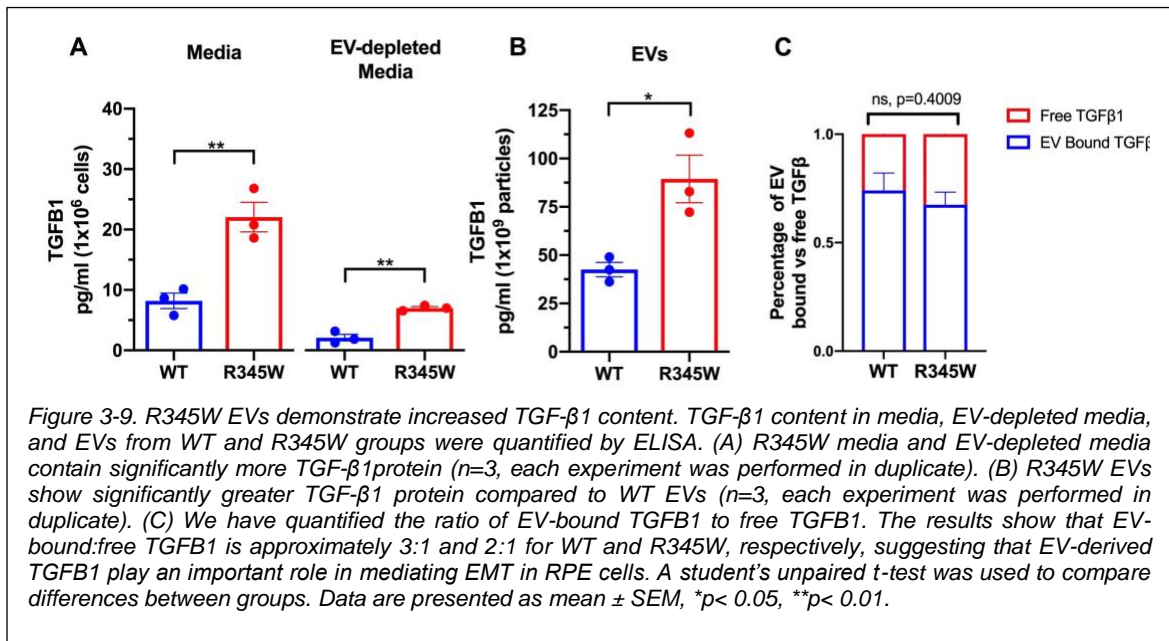 A
Media
EV-depleted
Media
TGFB1
pg/ml (1x10⁶ cells)
40
30
20
10
0
**
**
WT
R345W
WT
R345W
B
EVs
TGFB1
pg/ml (1x10⁹ particles)
125
100
75
50
25
0
*
WT
R345W
C
ns, p=0.4009
Percentage of EV
bound vs free TGFβ
1.0
0.5
0.0
WT
R345W
Free TGFβ1
EV Bound TGFβ
Figure 3-9. R345W EVs demonstrate increased TGF-β1 content. TGF-β1 content in media, EV-depleted media,
and EVs from WT and R345W groups were quantified by ELISA. (A) R345W media and EV-depleted media
contain significantly more TGF-β1protein (n=3, each experiment was performed in duplicate). (B) R345W EVs
show significantly greater TGF-β1 protein compared to WT EVs (n=3, each experiment was performed in
duplicate). (C) We have quantified the ratio of EV-bound TGFB1 to free TGFB1. The results show that EV-
bound:free TGFB1 is approximately 3:1 and 2:1 for WT and R345W, respectively, suggesting that EV-derived
TGFB1 play an important role in mediating EMT in RPE cells. A student's unpaired t-test was used to compare
differences between groups. Data are presented as mean ± SEM, *p< 0.05, **p< 0.01.